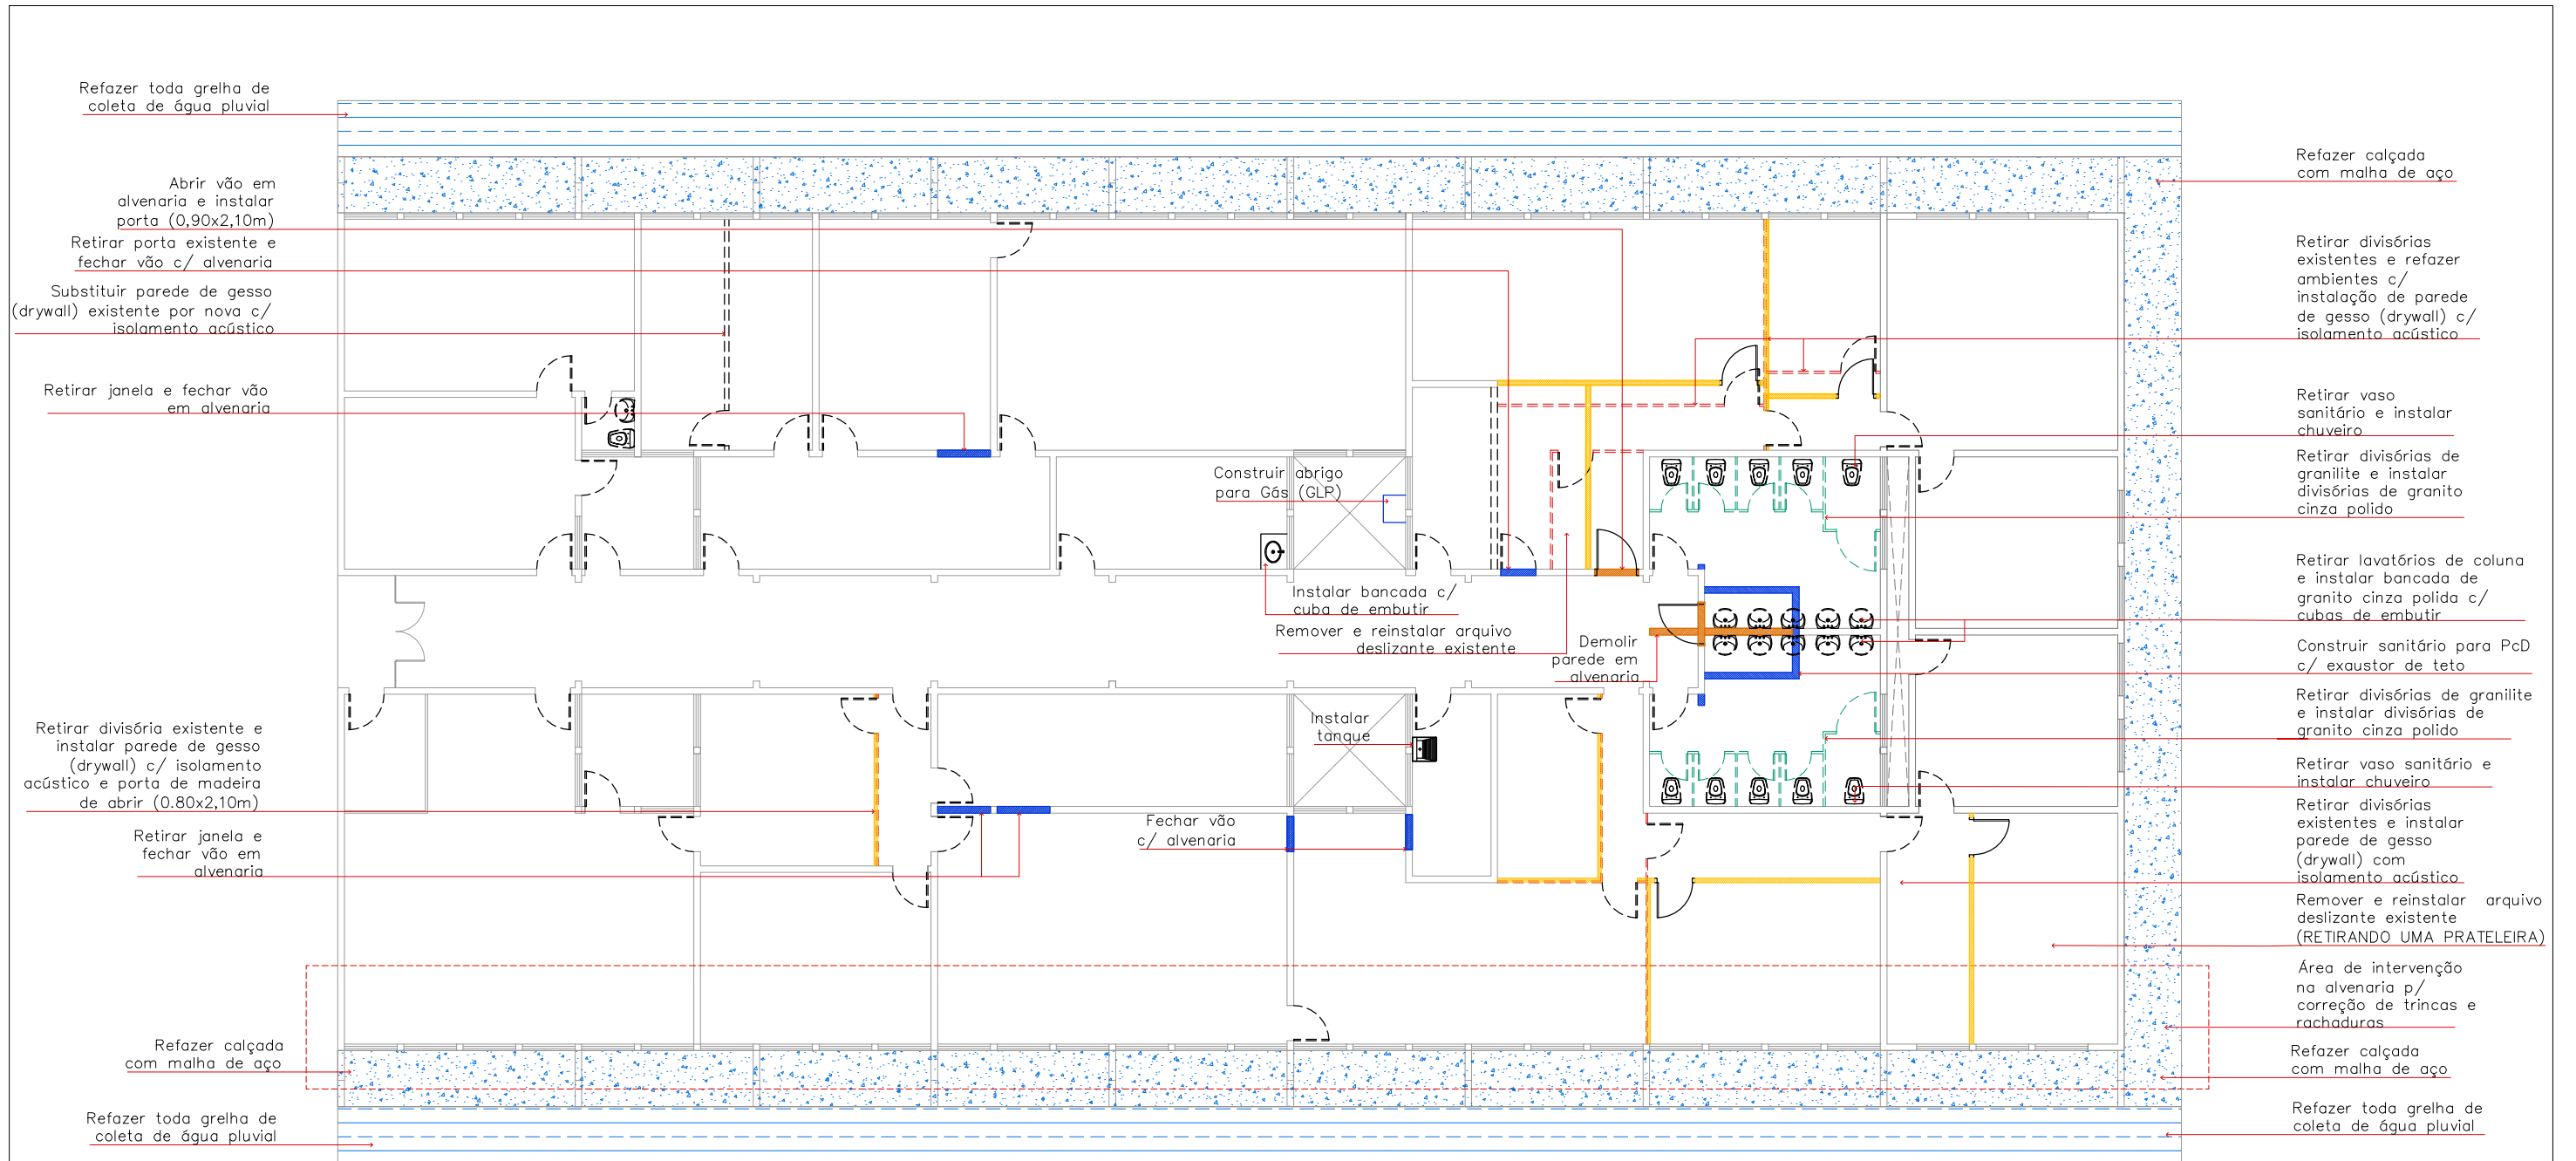 Refazer toda grelha de
coleta de água pluvial
Abrir vão em
alvenaria e instalar
porta (0,90x2,10m)
Retirar porta existente e
fechar vão c/ alvenaria
Substituir parede de gesso
(drywall) existente por nova c/
isolamento acústico
Retirar janela e fechar vão
em alvenaria
Retirar divisória existente e
instalar parede de gesso
(drywall) c/ isolamento
acústico e porta de madeira
de abrir (0.80x2,10m)
Retirar janela e
fechar vão em
alvenaria
Refazer calçada
com malha de aço
Refazer toda grelha de
coleta de água pluvial
Construir abrigo
para Gás (GLP)
Instalar bancada c/
cuba de embutir
Remover e reinstalar arquivo
deslizante existente
Demolir
parede em
alvenaria
Instalar
tanque
Fechar vão
c/ alvenaria
Refazer calçada
com malha de aço
Retirar divisórias
existentes e refazer
ambientes c/
instalação de parede
de gesso (drywall) c/
isolamento acústico
Retirar vaso
sanitário e instalar
chuveiro
Retirar divisórias de
granilite e instalar
divisórias de granito
cinza polido
Retirar lavatórios de coluna
e instalar bancada de
granito cinza polida c/
cubas de embutir
Construir sanitário para PcD
c/ exaustor de teto
Retirar divisórias de granilite
e instalar divisórias de
granito cinza polido
Retirar vaso sanitário e
instalar chuveiro
Retirar divisórias
existentes e instalar
parede de gesso
(drywall) com
isolamento acústico
Remover e reinstalar arquivo
deslizante existente
(RETIRANDO UMA PRATELEIRA)
Área de intervenção
na alvenaria p/
correção de trincas e
rachaduras
Refazer calçada
com malha de aço
Refazer toda grelha de
coleta de água pluvial